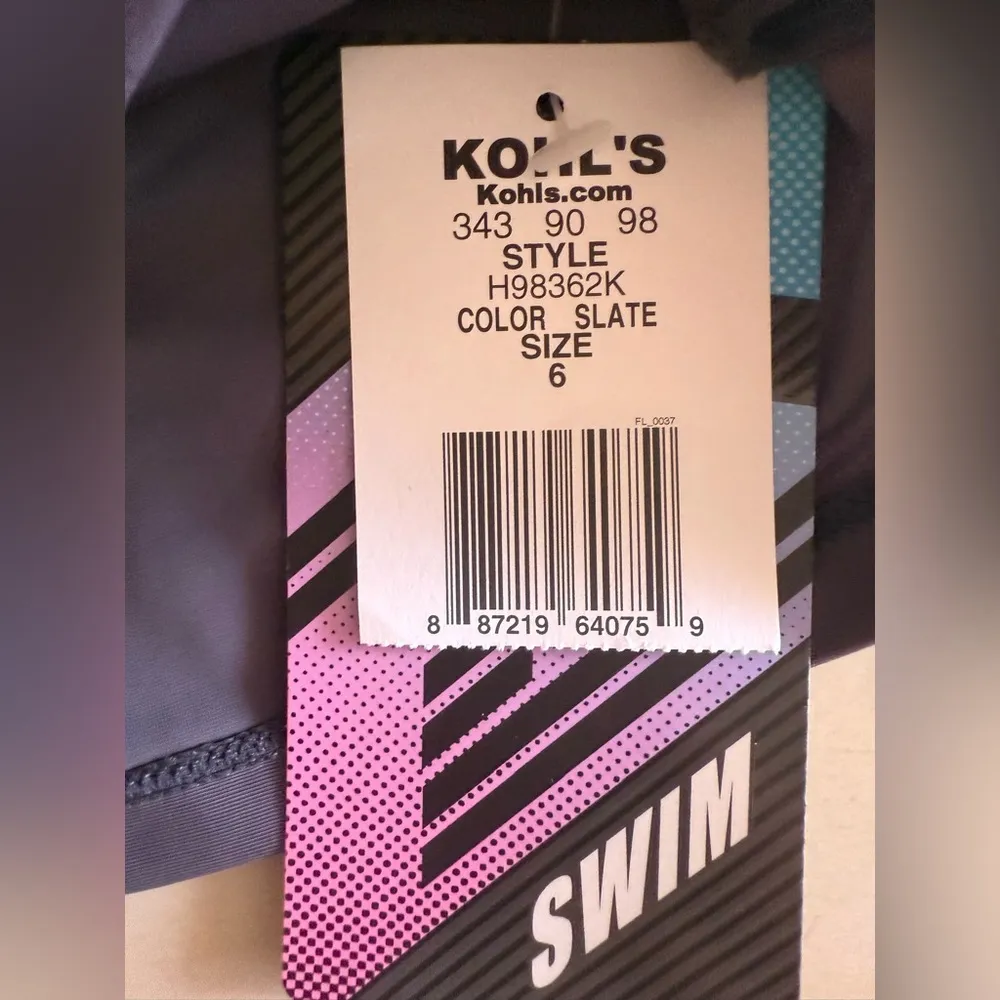 KOHL'S
Kohls.com
343 90 98
STYLE
H98362K
COLOR SLATE
SIZE
6
FL_0037
8 87219 64075 9
SWIM